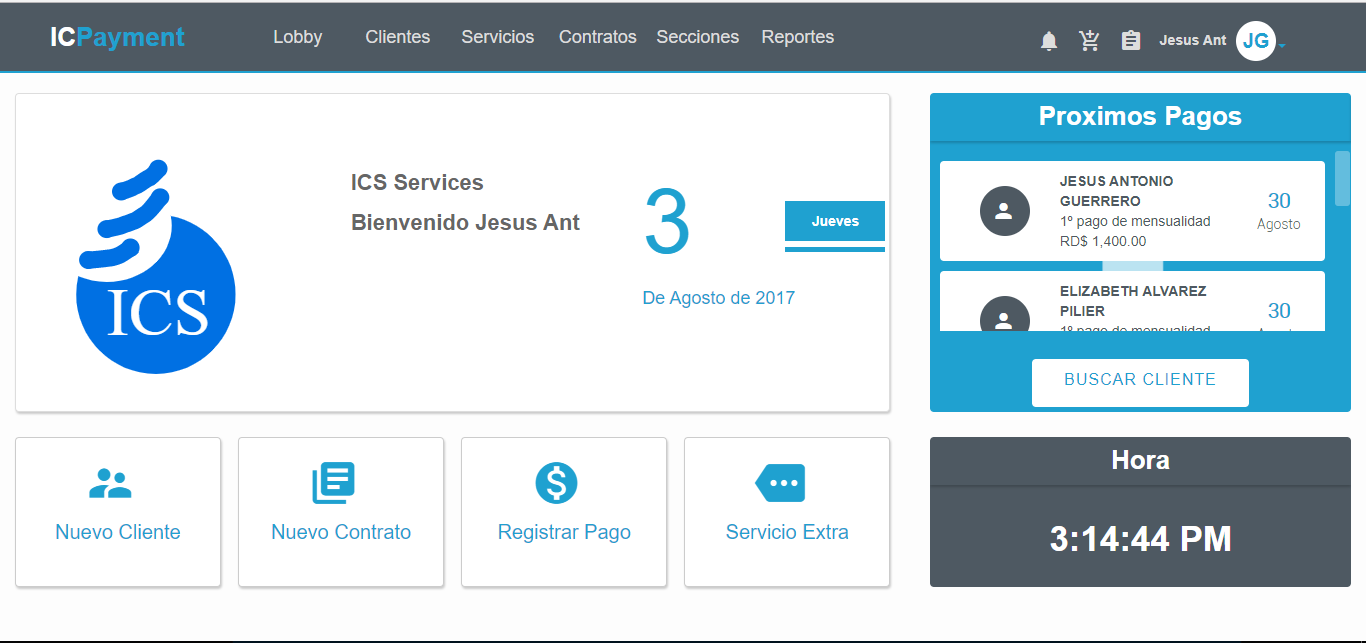 ICPayment
Lobby Clientes Servicios Contratos Secciones Reportes
Jesus Ant JG
ICS
ICS Services
Bienvenido Jesus Ant
3
Jueves
De Agosto de 2017
Proximos Pagos
JESUS ANTONIO
GUERRERO
1º pago de mensualidad
RD$ 1,400.00
30
Agosto
ELIZABETH ALVAREZ
PILIER
1º pago de mensualidad
30
BUSCAR CLIENTE
Nuevo Cliente
Nuevo Contrato
Registrar Pago
Servicio Extra
Hora
3:14:44 PM